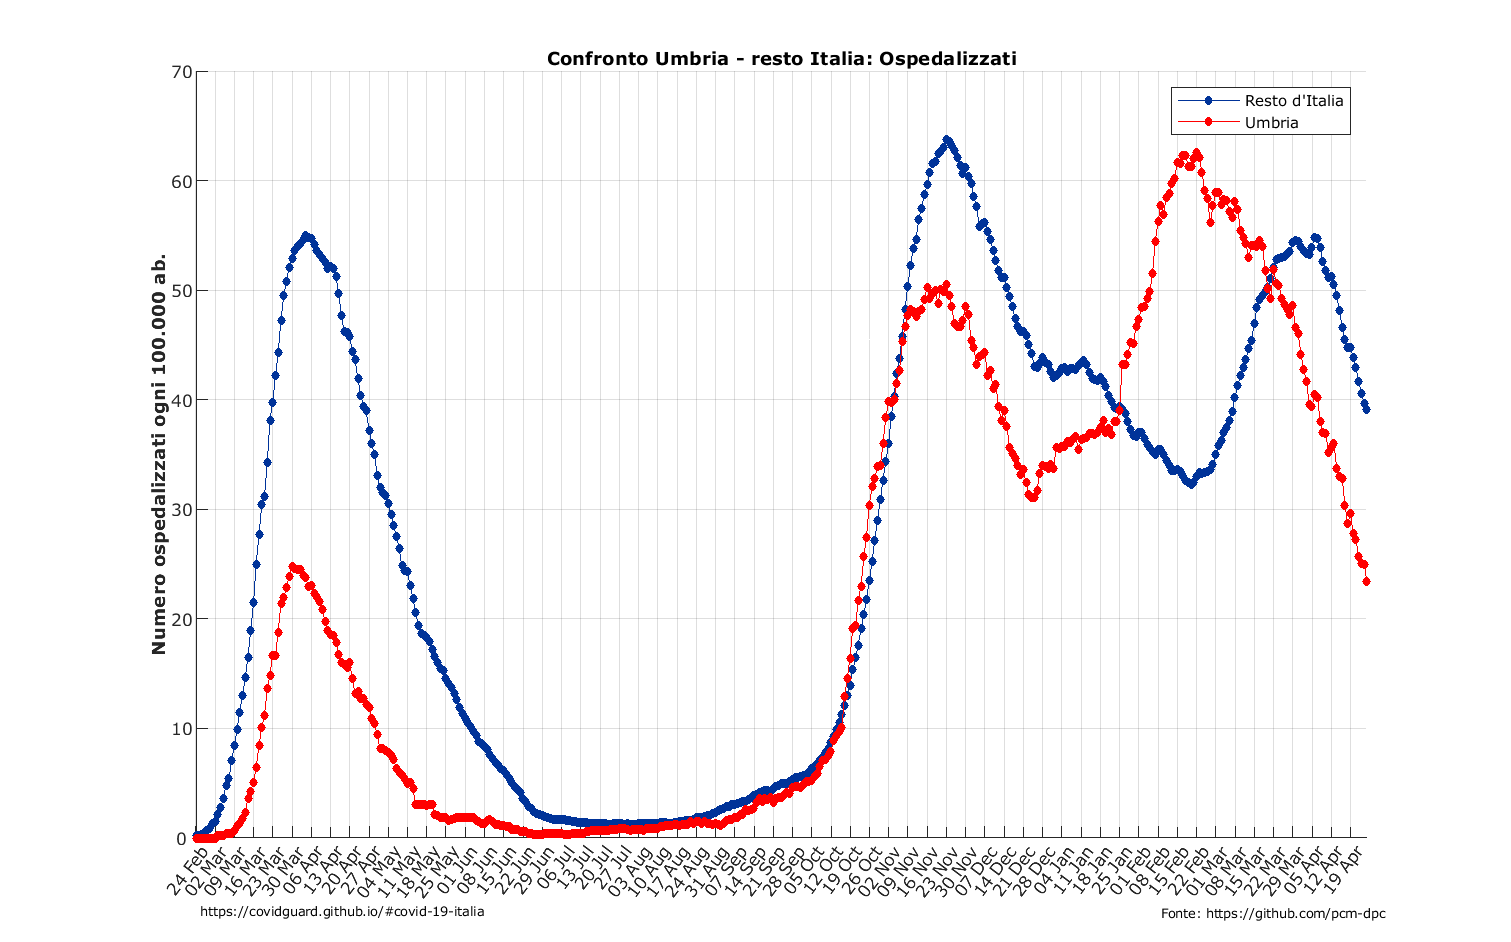 Confronto Umbria - resto Italia: Ospedalizzati
Resto d'Italia
Umbria
Numero ospedalizzati ogni 100.000 ab.
70
60
50
40
30
20
10
0
24 Feb
02 Mar
09 Mar
16 Mar
23 Mar
30 Mar
06 Apr
13 Apr
20 Apr
27 Apr
04 May
11 May
18 May
25 May
01 Jun
08 Jun
15 Jun
22 Jun
29 Jun
06 Jul
13 Jul
20 Jul
27 Jul
03 Aug
10 Aug
17 Aug
24 Aug
31 Aug
07 Sep
14 Sep
21 Sep
28 Sep
05 Oct
12 Oct
19 Oct
26 Oct
02 Nov
09 Nov
16 Nov
23 Nov
30 Nov
07 Dec
14 Dec
21 Dec
28 Dec
04 Jan
11 Jan
18 Jan
25 Jan
01 Feb
08 Feb
15 Feb
22 Feb
01 Mar
08 Mar
15 Mar
22 Mar
29 Mar
05 Apr
12 Apr
19 Apr
https://covidguard.github.io/#covid-19-italia
Fonte: https://github.com/pcm-dpc